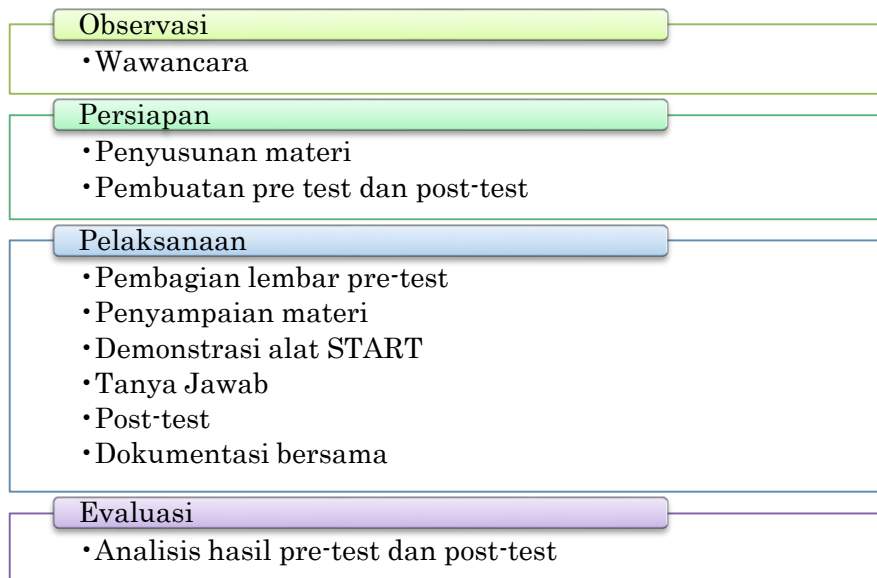 Observasi
•Wawancara
Persiapan
•Penyusunan materi
•Pembuatan pre test dan post-test
Pelaksanaan
•Pembagian lembar pre-test
•Penyampaian materi
•Demonstrasi alat START
•Tanya Jawab
•Post-test
•Dokumentasi bersama
Evaluasi
•Analisis hasil pre-test dan post-test